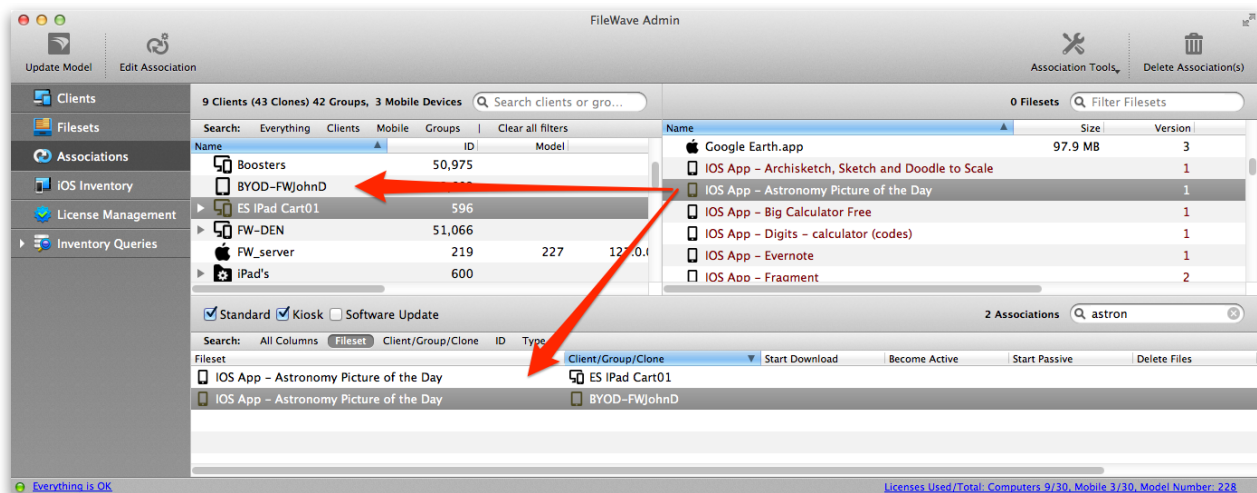 FileWave Admin
Update Model
Edit Association
Association Tools
Delete Association(s)
Clients
Filesets
Associations
iOS Inventory
License Management
Inventory Queries
9 Clients (43 Clones) 42 Groups, 3 Mobile Devices
Search clients or gro...
Search: Everything Clients Mobile Groups | Clear all filters
Name ID Model
Boosters 50,975
BYOD-FWJohnD
ES IPad Cart01 596
FW-DEN 51,066
FW_server 219 227
iPad's 600
0 Filesets
Filter Filesets
Name Size Version
Google Earth.app 97.9 MB 3
IOS App - Archisketch, Sketch and Doodle to Scale 1
IOS App - Astronomy Picture of the Day 1
IOS App - Big Calculator Free 1
IOS App - Digits - calculator (codes) 1
IOS App - Evernote 1
IOS App - Fragment 2
Standard Kiosk Software Update
2 Associations
astron
Search: All Columns Fileset Client/Group/Clone ID Type
Fileset Client/Group/Clone Start Download Become Active Start Passive Delete Files
IOS App - Astronomy Picture of the Day ES IPad Cart01
IOS App - Astronomy Picture of the Day BYOD-FWJohnD
Everything is OK
Licenses Used/Total: Computers 9/30, Mobile 3/30, Model Number: 228